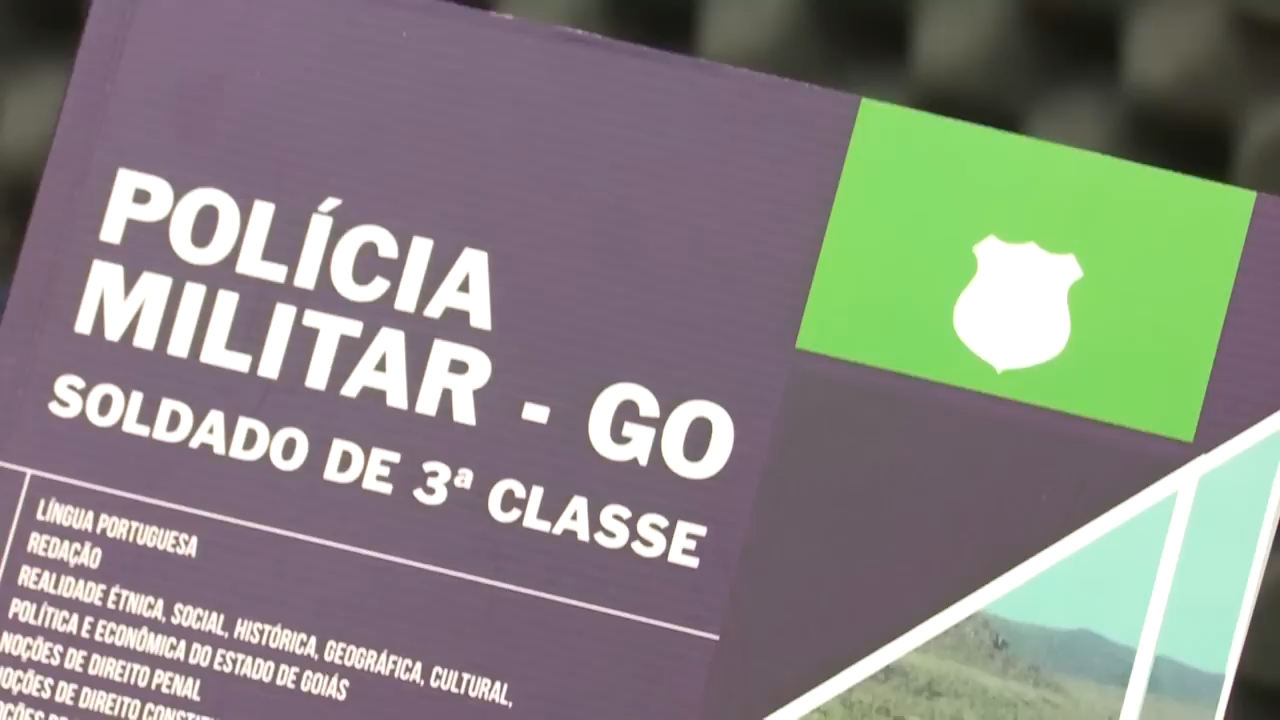 POLÍCIA
MILITAR - GO
SOLDADO DE 3ª CLASSE
LÍNGUA PORTUGUESA
REDAÇÃO
REALIDADE ÉTNICA, SOCIAL, HISTÓRICA, GEOGRÁFICA, CULTURAL,
POLÍTICA E ECONÔMICA DO ESTADO DE GOIÁS
NOÇÕES DE DIREITO PENAL
NOÇÕES DE DIREITO